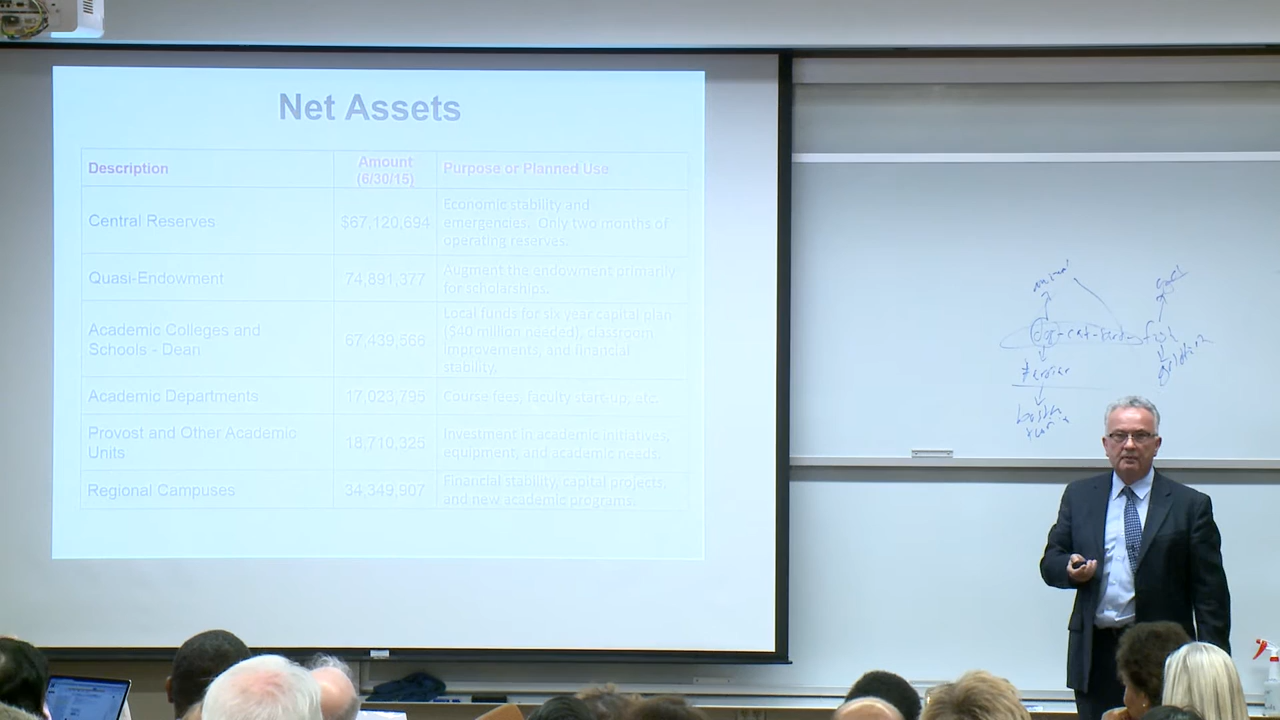 Net Assets
Description
Amount
(6/30/15)
Purpose or Planned Use
Central Reserves
$67,120,694
Economic stability and
emergencies. Only two months of
operating reserves.
Quasi-Endowment
74,891,377
Augment the endowment primarily
for scholarships.
Academic Colleges and
Schools - Dean
67,439,566
Local funds for six year capital plan
($40 million needed), classroom
improvements, and financial
stability.
Academic Departments
17,023,795
Course fees, faculty start-up, etc.
Provost and Other Academic
Units
18,710,325
Investment in academic initiatives,
equipment, and academic needs.
Regional Campuses
34,349,907
Financial stability, capital projects,
and new academic programs.
animal